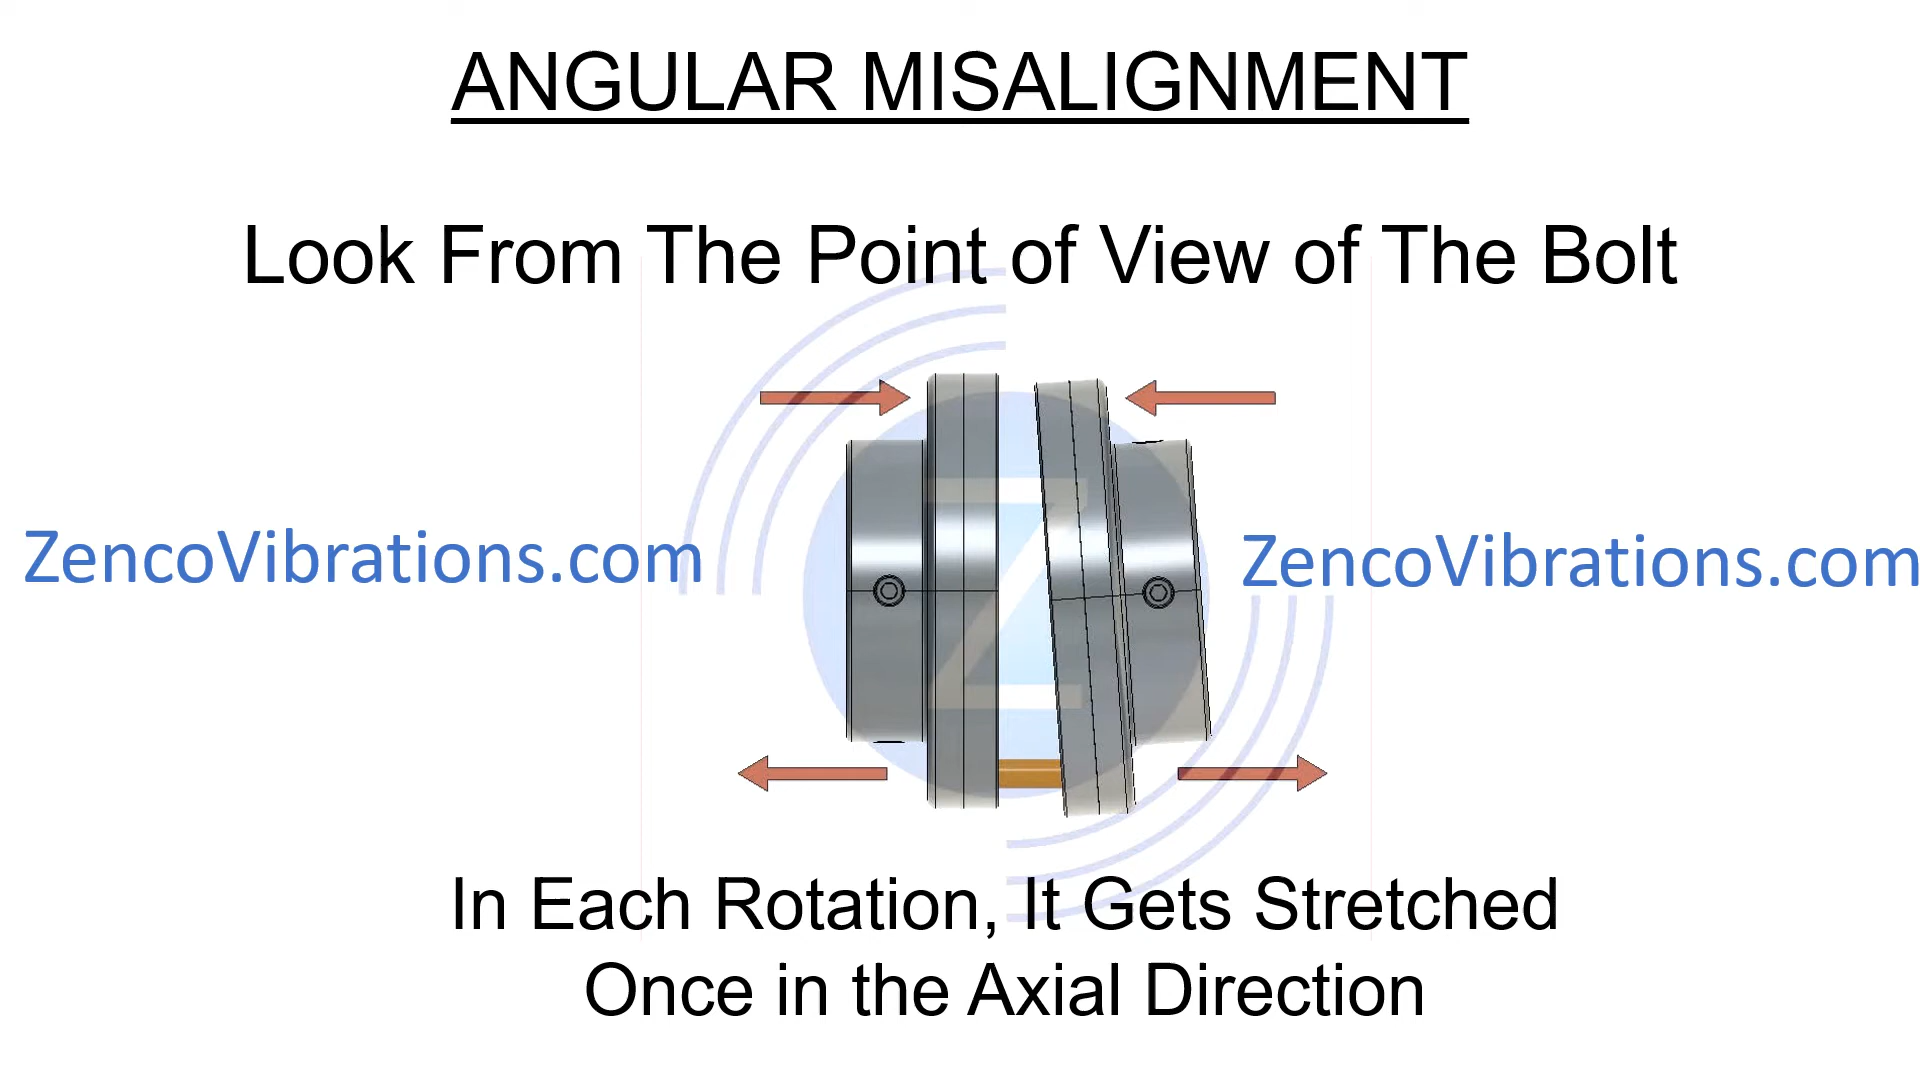 ANGULAR MISALIGNMENT
Look From The Point of View of The Bolt
ZencoVibrations.com
ZencoVibrations.com
Z
In Each Rotation, It Gets Stretched
Once in the Axial Direction